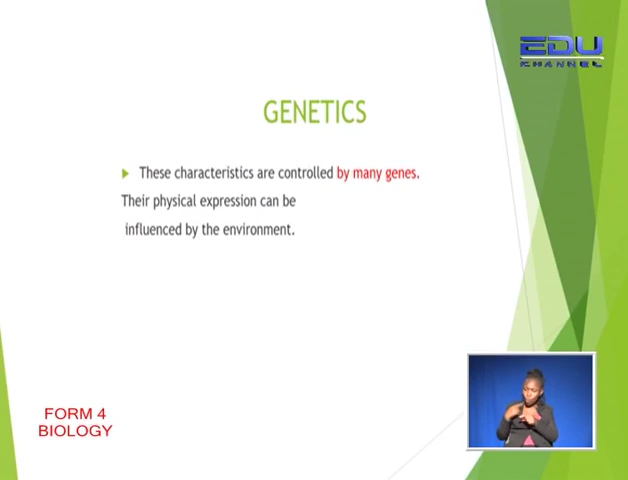 EDU
CHANNEL
GENETICS
These characteristics are controlled by many genes.
Their physical expression can be
influenced by the environment.
FORM 4
BIOLOGY